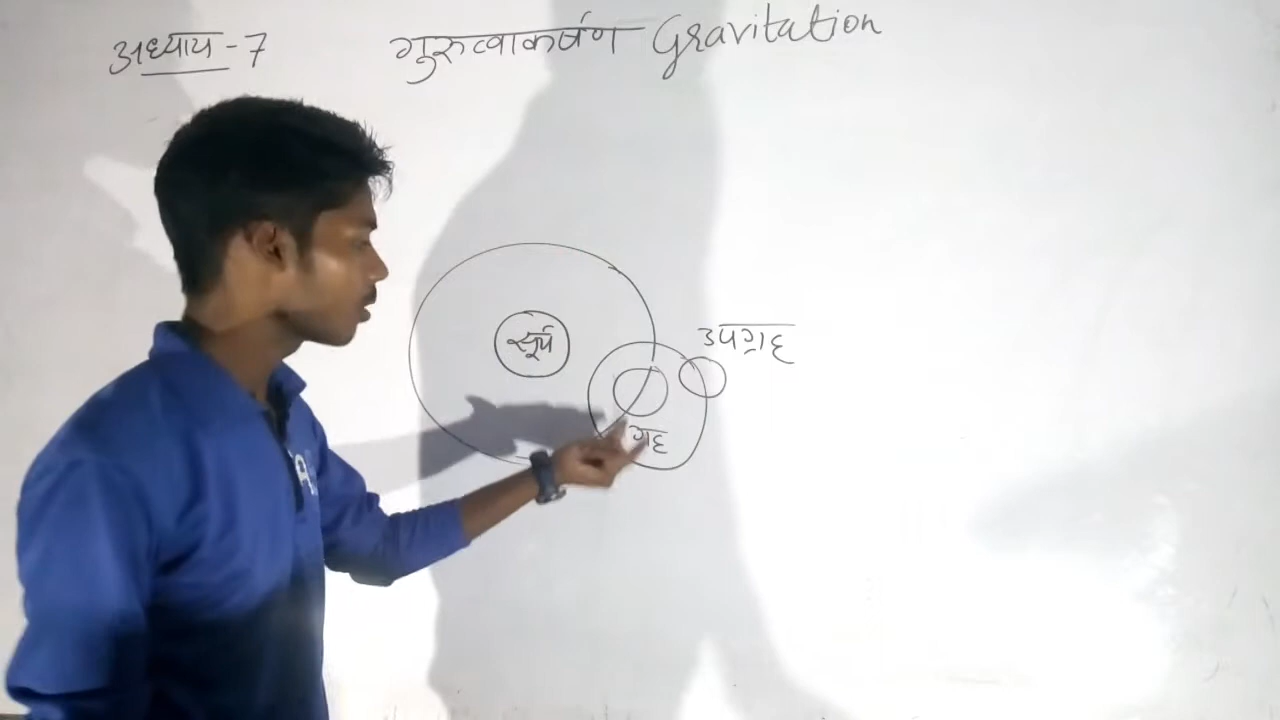 अध्याय - 7
गुरुत्वाकर्षण Gravitation
सूर्य
उपग्रह
ग्रह